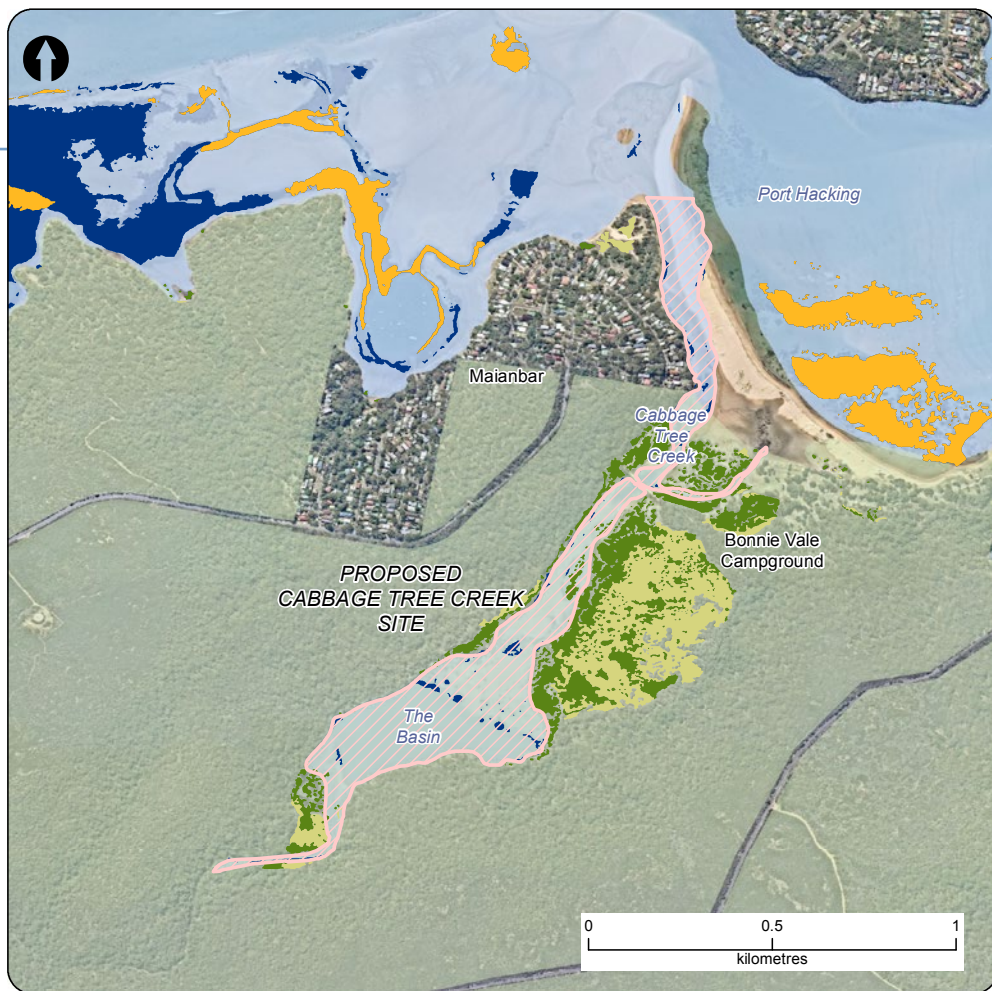 Port Hacking
Maianbar
Cabbage
Tree
Creek
Bonnie Vale
Campground
PROPOSED
CABBAGE TREE CREEK
SITE
The
Basin
0 0.5 1
kilometres